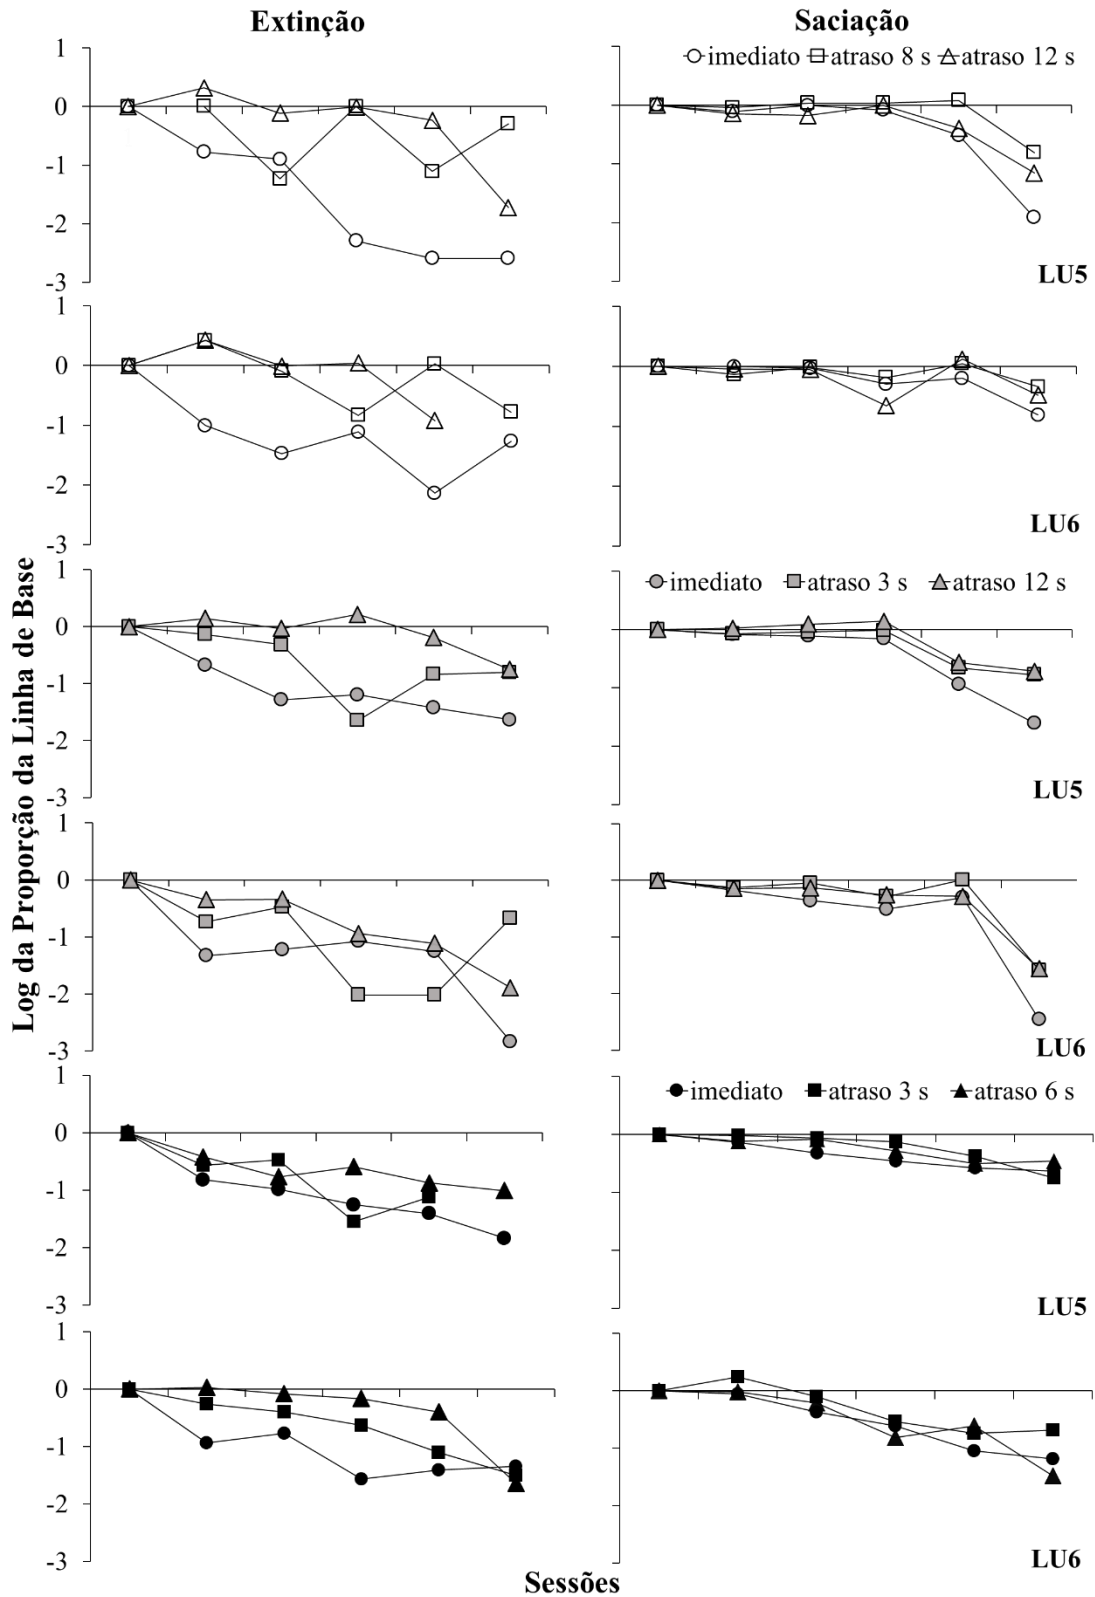 Extinção
Saciação
imediato atraso 8 s atraso 12 s
1
0
-1
-2
-3
LU5
1
0
-1
-2
-3
LU6
imediato atraso 3 s atraso 12 s
1
0
-1
-2
-3
LU5
1
0
-1
-2
-3
LU6
imediato atraso 3 s atraso 6 s
1
0
-1
-2
-3
LU5
1
0
-1
-2
-3
LU6
Log da Proporção da Linha de Base
Sessões